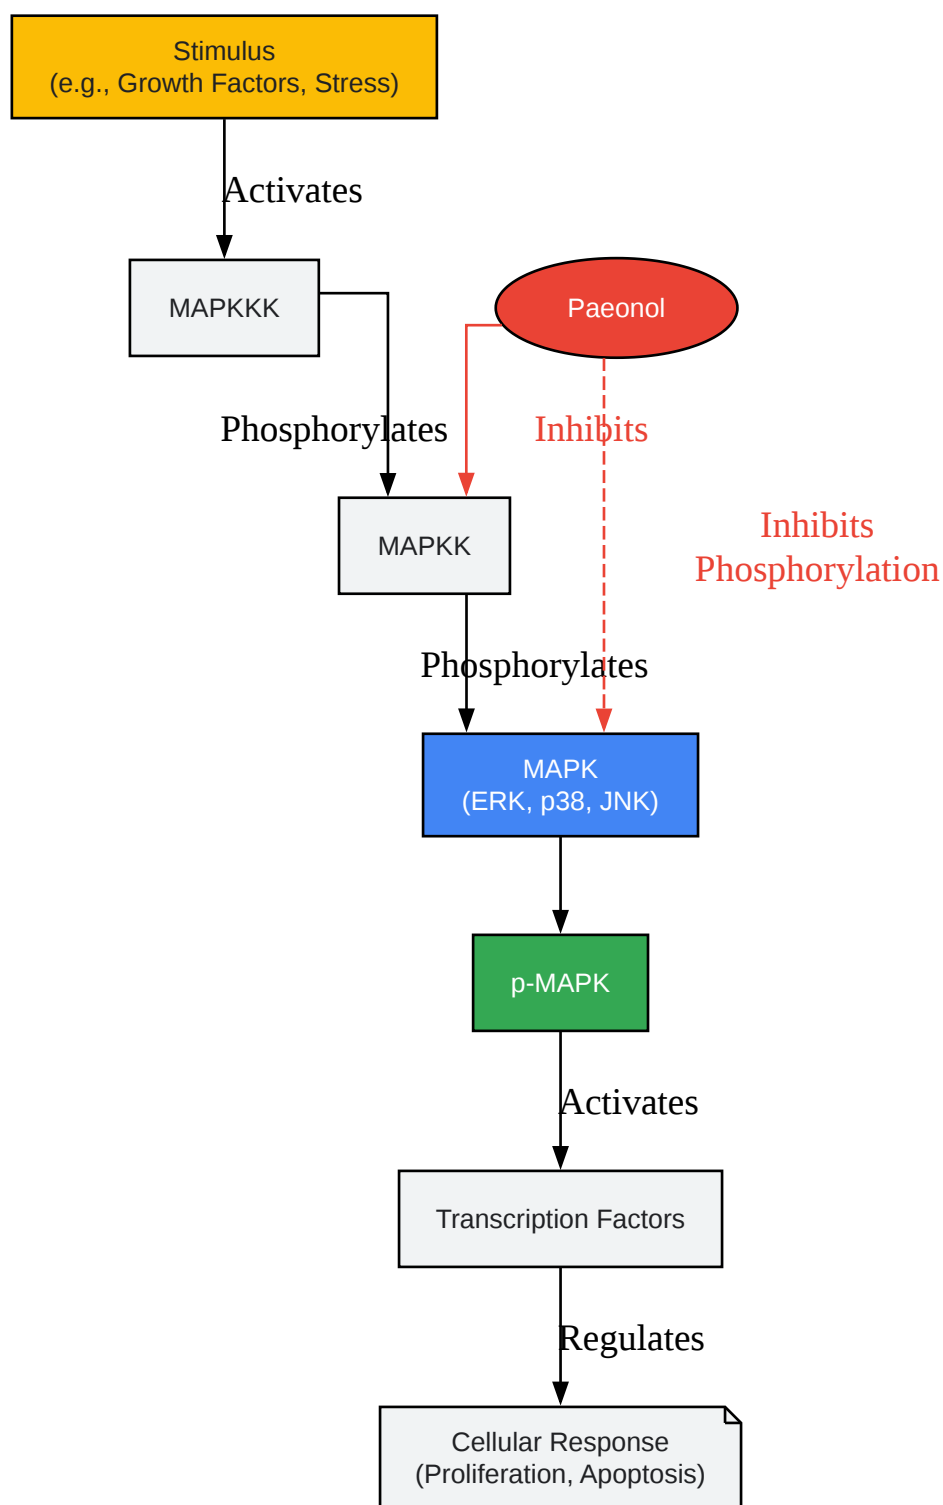 Stimulus
(e.g., Growth Factors, Stress)
Activates
MAPKKK
Paeonol
Phosphorylates
Inhibits
Inhibits
Phosphorylation
MAPKK
Phosphorylates
MAPK
(ERK, p38, JNK)
p-MAPK
Activates
Transcription Factors
Regulates
Cellular Response
(Proliferation, Apoptosis)